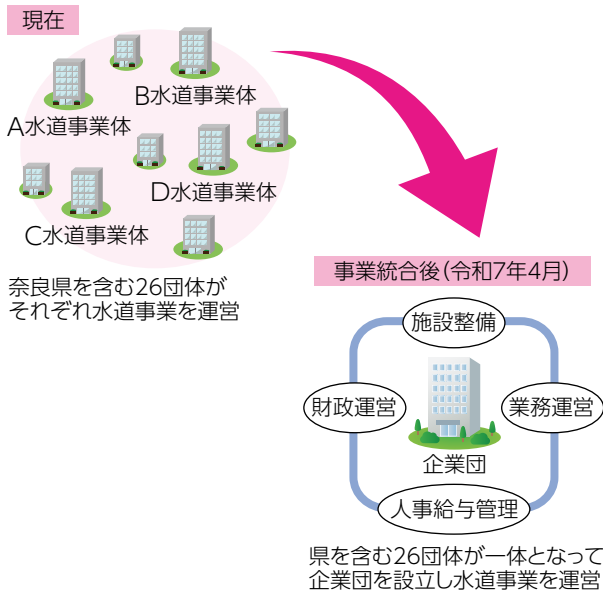 現在
B水道事業体
A水道事業体
D水道事業体
C水道事業体
奈良県を含む26団体が
それぞれ水道事業を運営
事業統合後(令和7年4月)
施設整備
財政運営
業務運営
企業団
人事給与管理
県を含む26団体が一体となって
企業団を設立し水道事業を運営